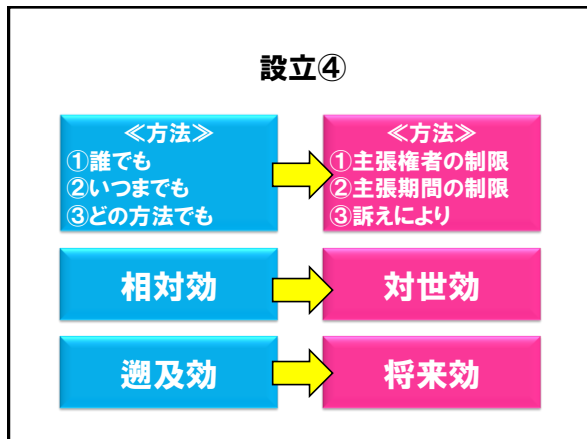 設立④
≪方法≫
①誰でも
②いつまでも
③どの方法でも
≪方法≫
①主張権者の制限
②主張期間の制限
③訴えにより
相対効
対世効
遡及効
将来効